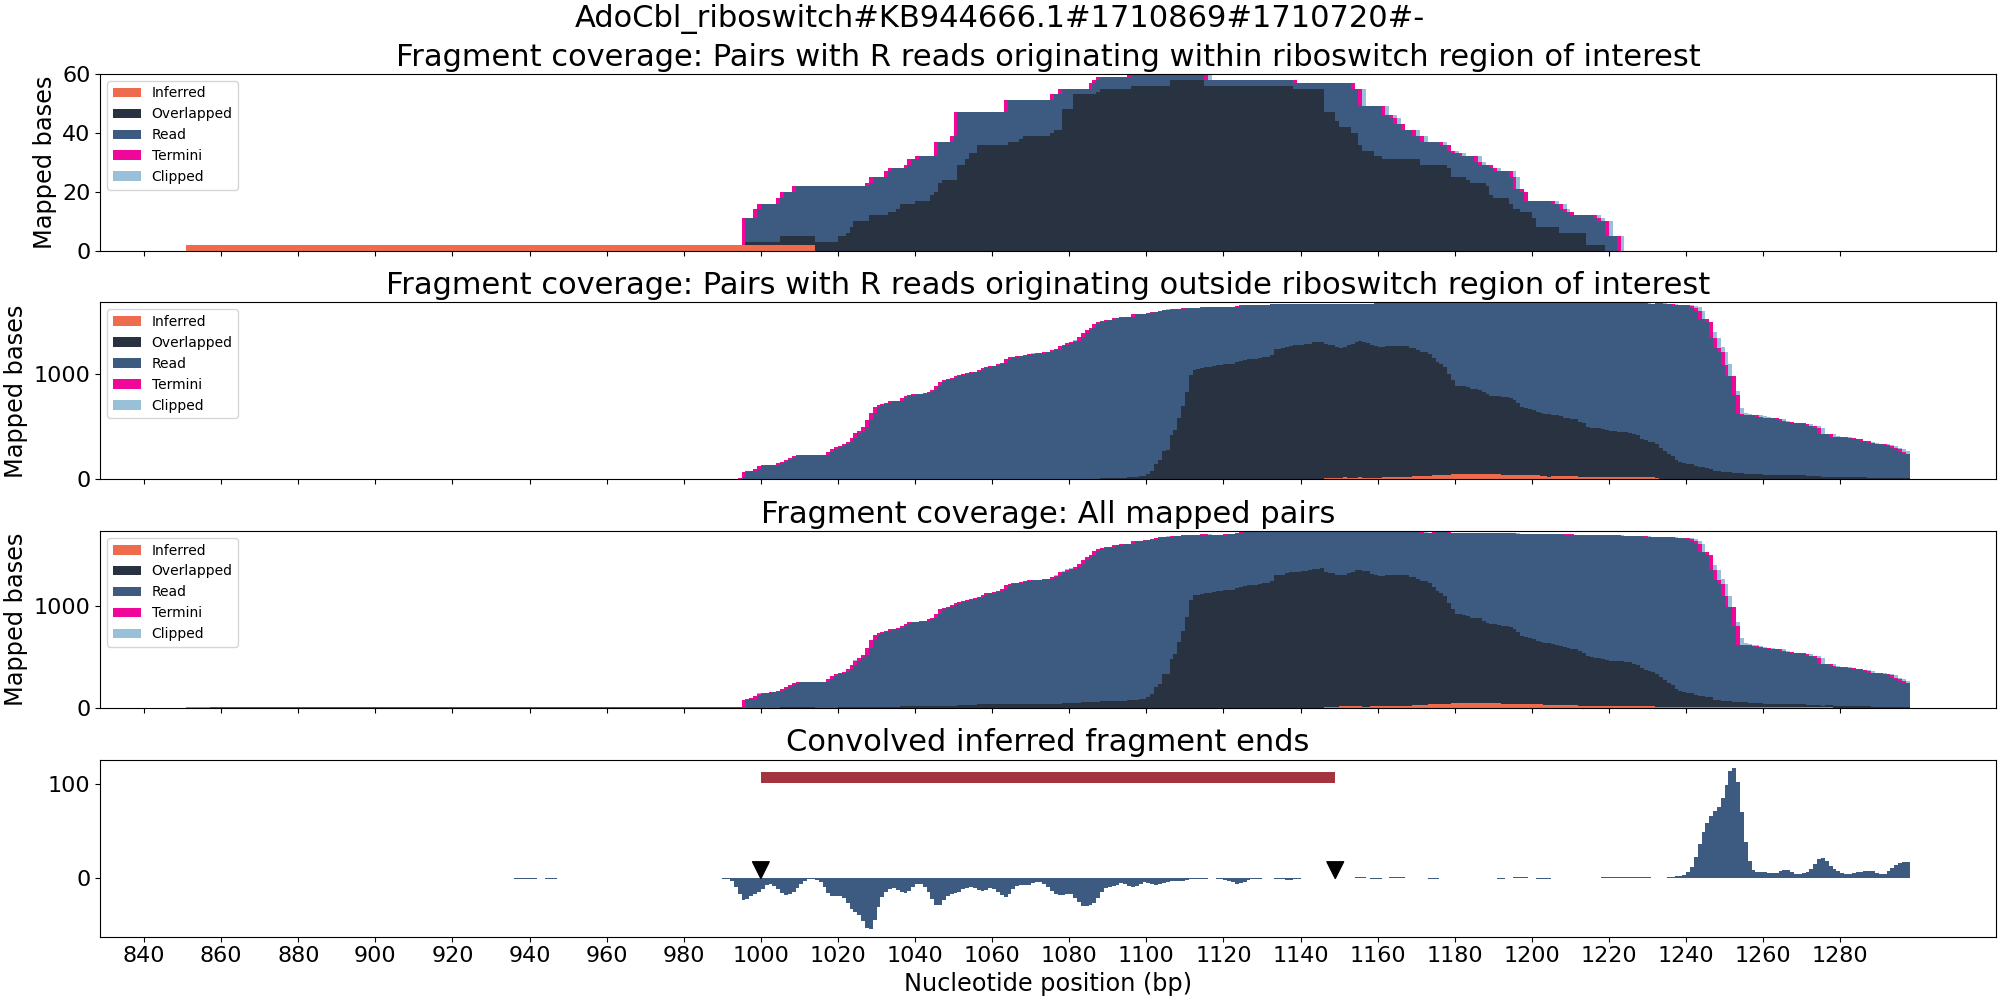 AdoCbl_riboswitch#KB944666.1#1710869#1710720#-
Fragment coverage: Pairs with R reads originating within riboswitch region of interest
Mapped bases
60
40
20
0
Inferred
Overlapped
Read
Termini
Clipped
Fragment coverage: Pairs with R reads originating outside riboswitch region of interest
Mapped bases
1000
0
Inferred
Overlapped
Read
Termini
Clipped
Fragment coverage: All mapped pairs
Mapped bases
1000
0
Inferred
Overlapped
Read
Termini
Clipped
Convolved inferred fragment ends
100
0
840 860 880 900 920 940 960 980 1000 1020 1040 1060 1080 1100 1120 1140 1160 1180 1200 1220 1240 1260 1280
Nucleotide position (bp)